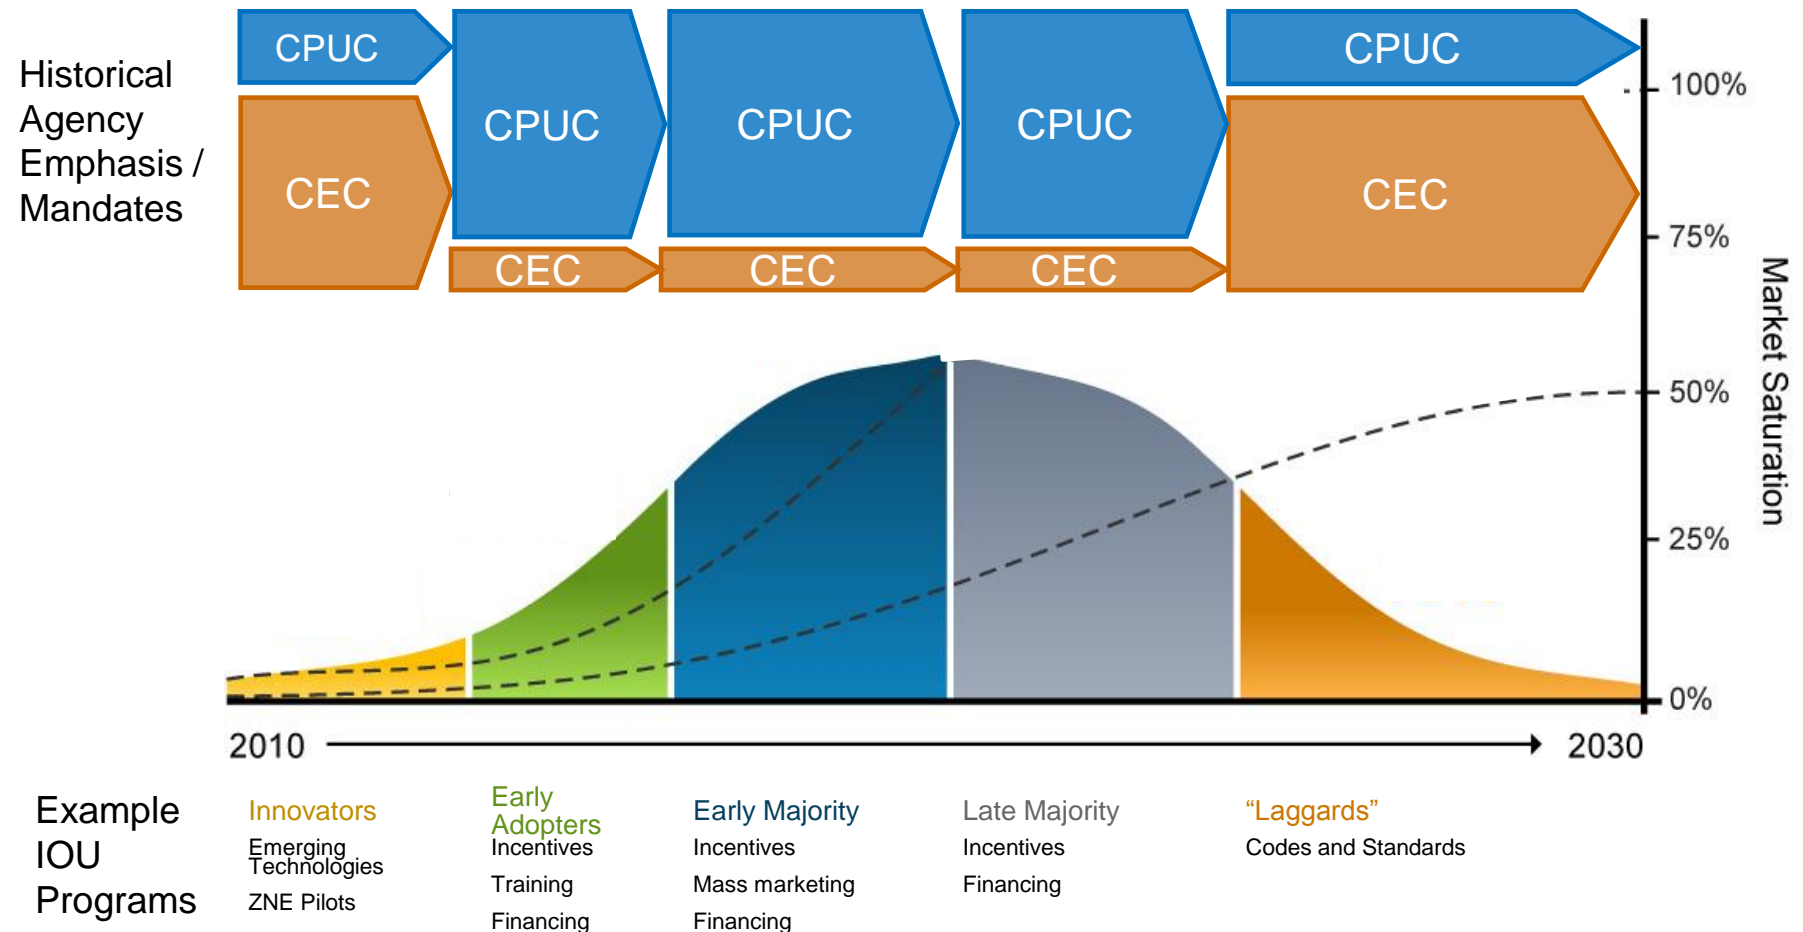 Historical
Agency
Emphasis /
Mandates
CPUC
CPUC
CPUC
CPUC
CPUC
CEC
CEC
CEC
CEC
CEC
100%
75%
50%
25%
0%
Market Saturation
2010
2030
Example
IOU
Programs
Innovators
Emerging
Technologies
ZNE Pilots
Early
Adopters
Incentives
Training
Financing
Early Majority
Incentives
Mass marketing
Financing
Late Majority
Incentives
Financing
“Laggards”
Codes and Standards